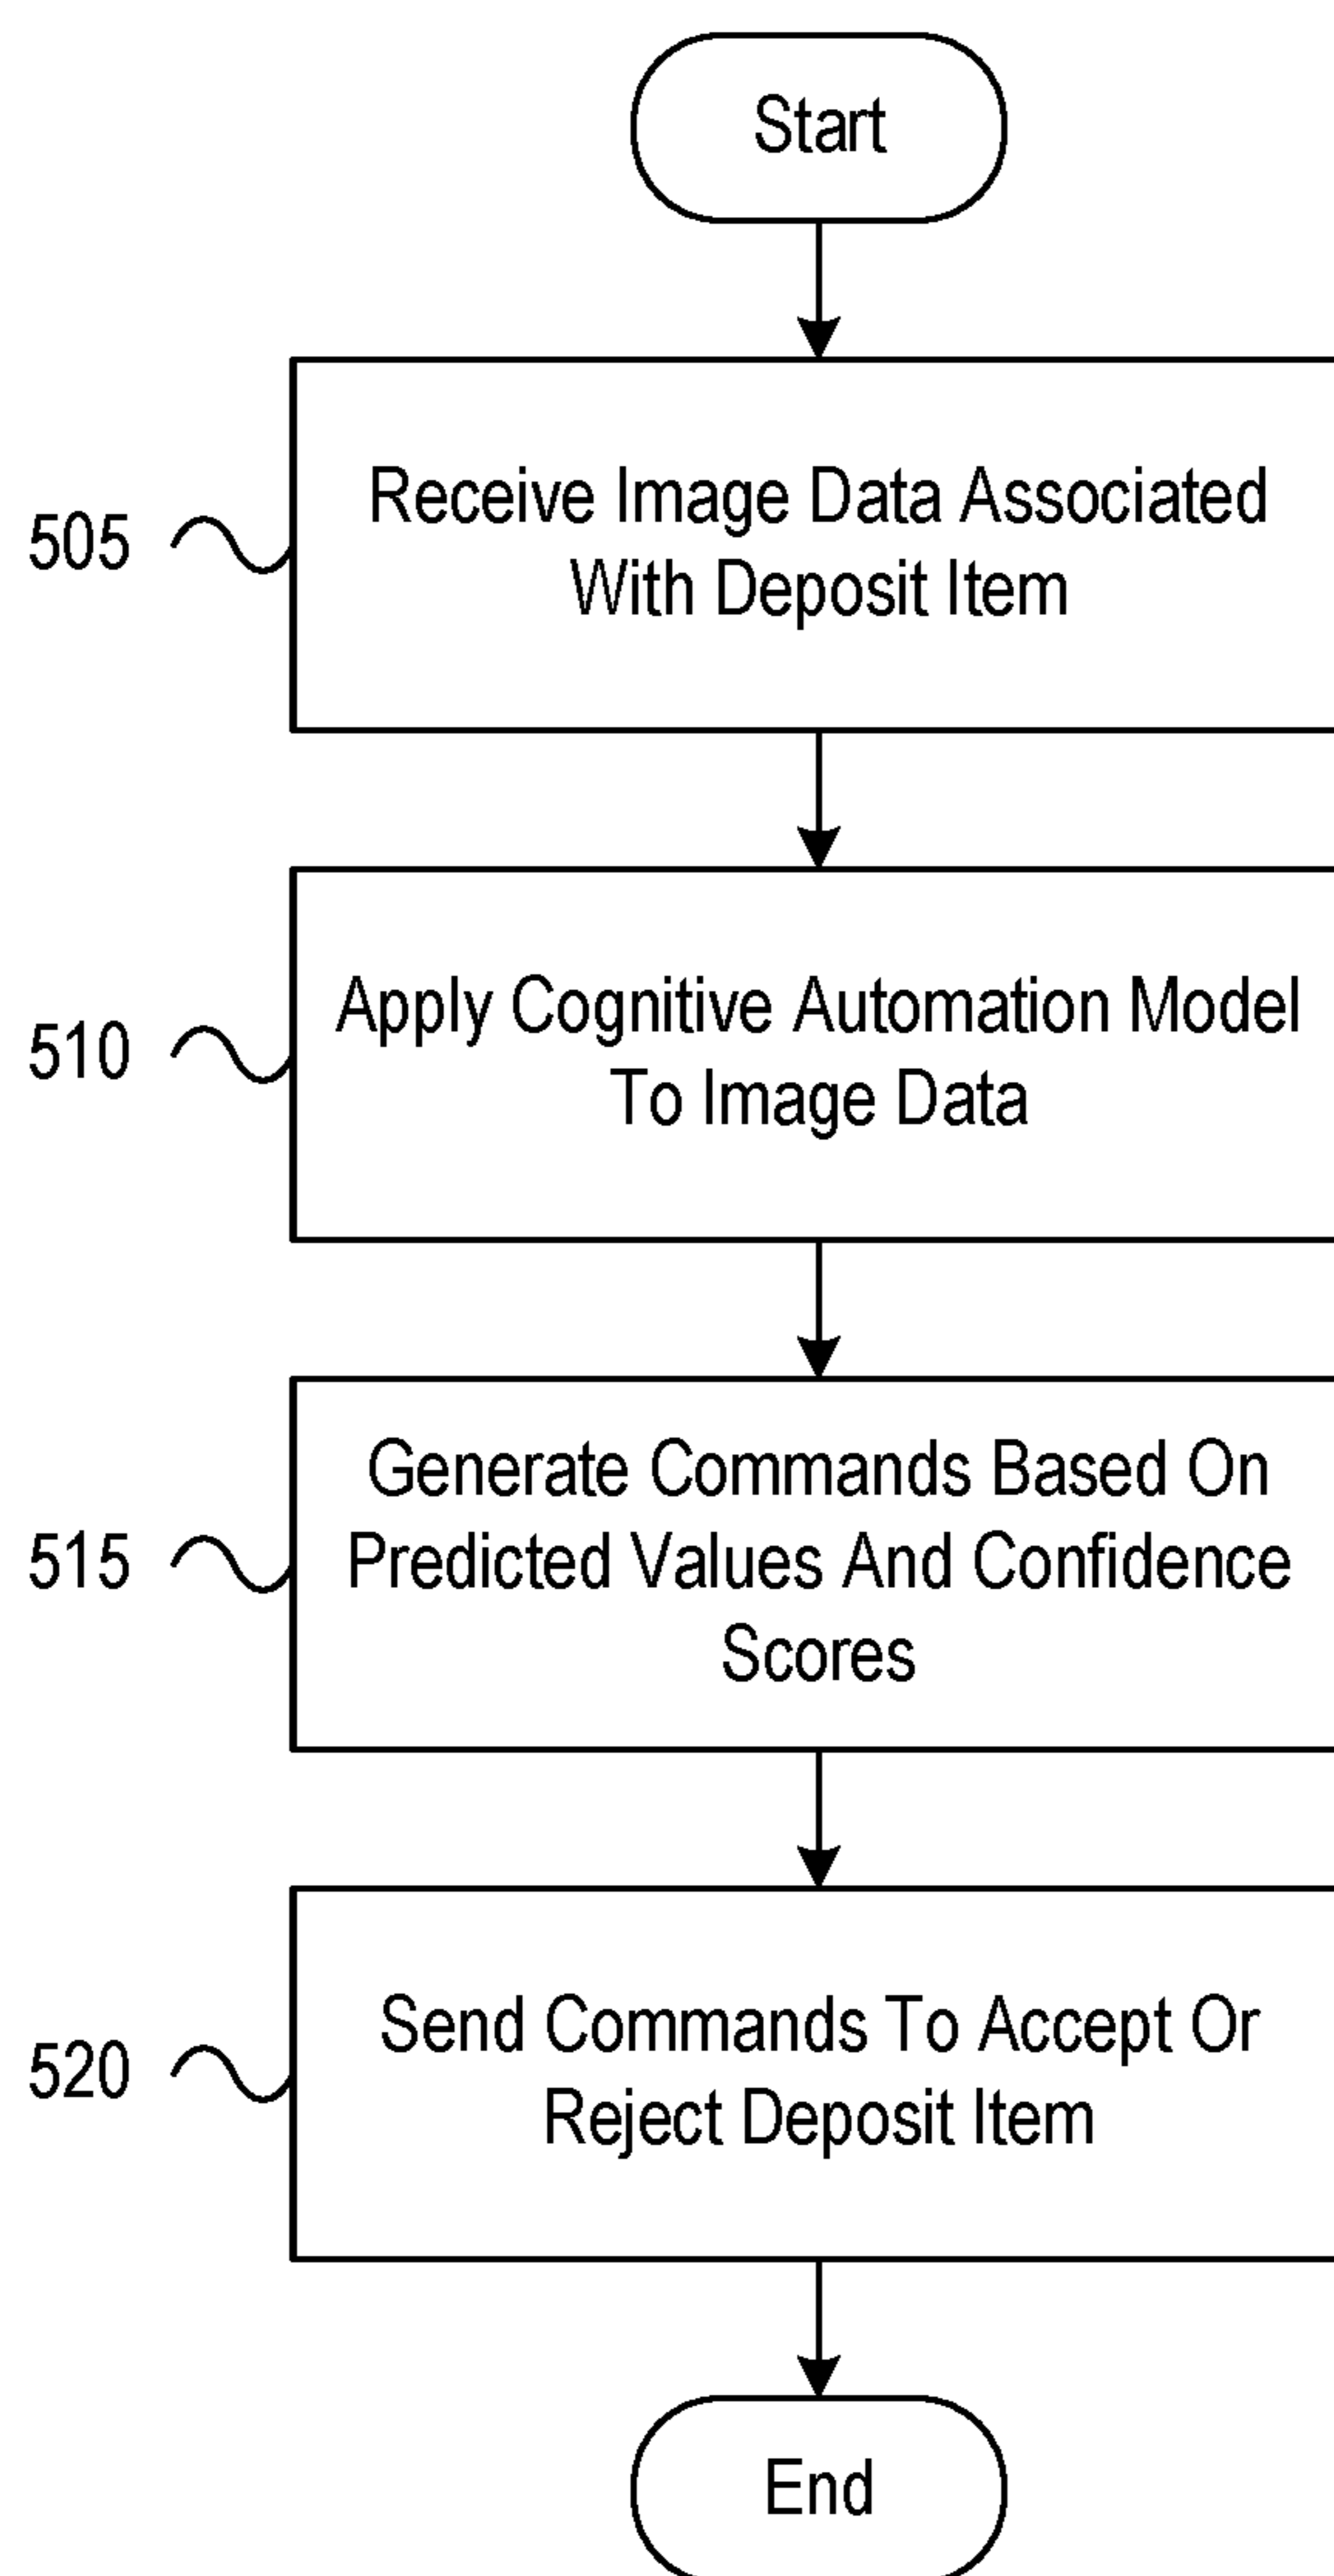 Start
505
Receive Image Data Associated
With Deposit Item
510
Apply Cognitive Automation Model
To Image Data
515
Generate Commands Based On
Predicted Values And Confidence
Scores
520
Send Commands To Accept Or
Reject Deposit Item
End